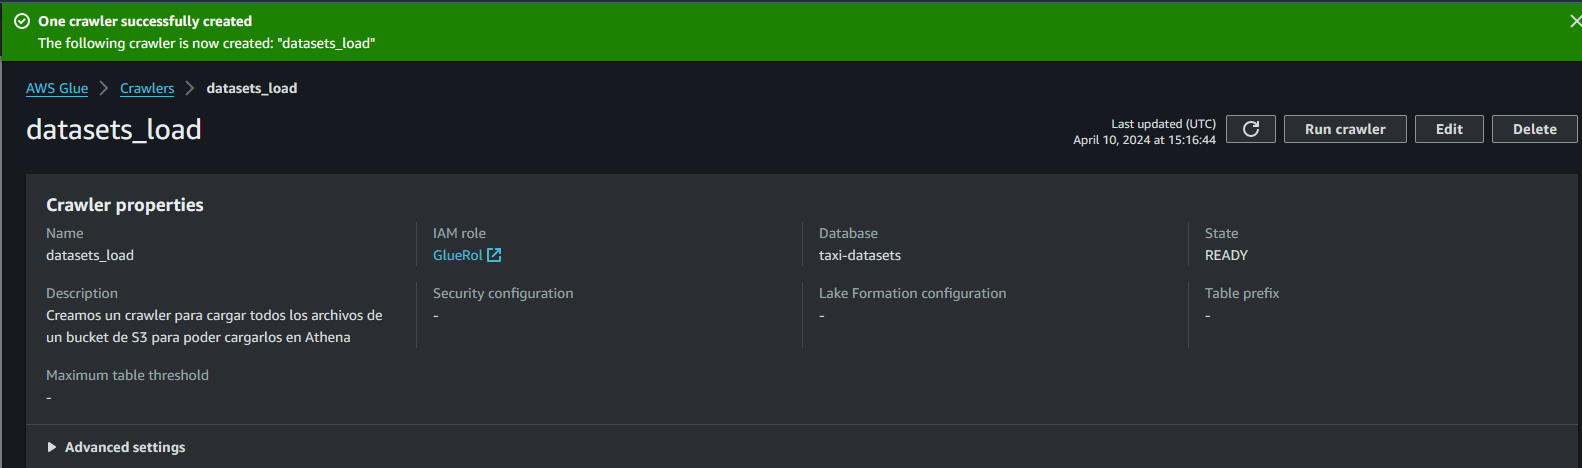 One crawler successfully created
The following crawler is now created: "datasets_load"
AWS Glue > Crawlers > datasets_load
datasets_load
Last updated (UTC)
April 10, 2024 at 15:16:44
Run crawler
Edit
Delete
Crawler properties
Name
datasets_load
IAM role
GlueRol
Database
taxi-datasets
State
READY
Description
Creamos un crawler para cargar todos los archivos de
un bucket de S3 para poder cargarlos en Athena
Security configuration
-
Lake Formation configuration
-
Table prefix
-
Maximum table threshold
-
Advanced settings